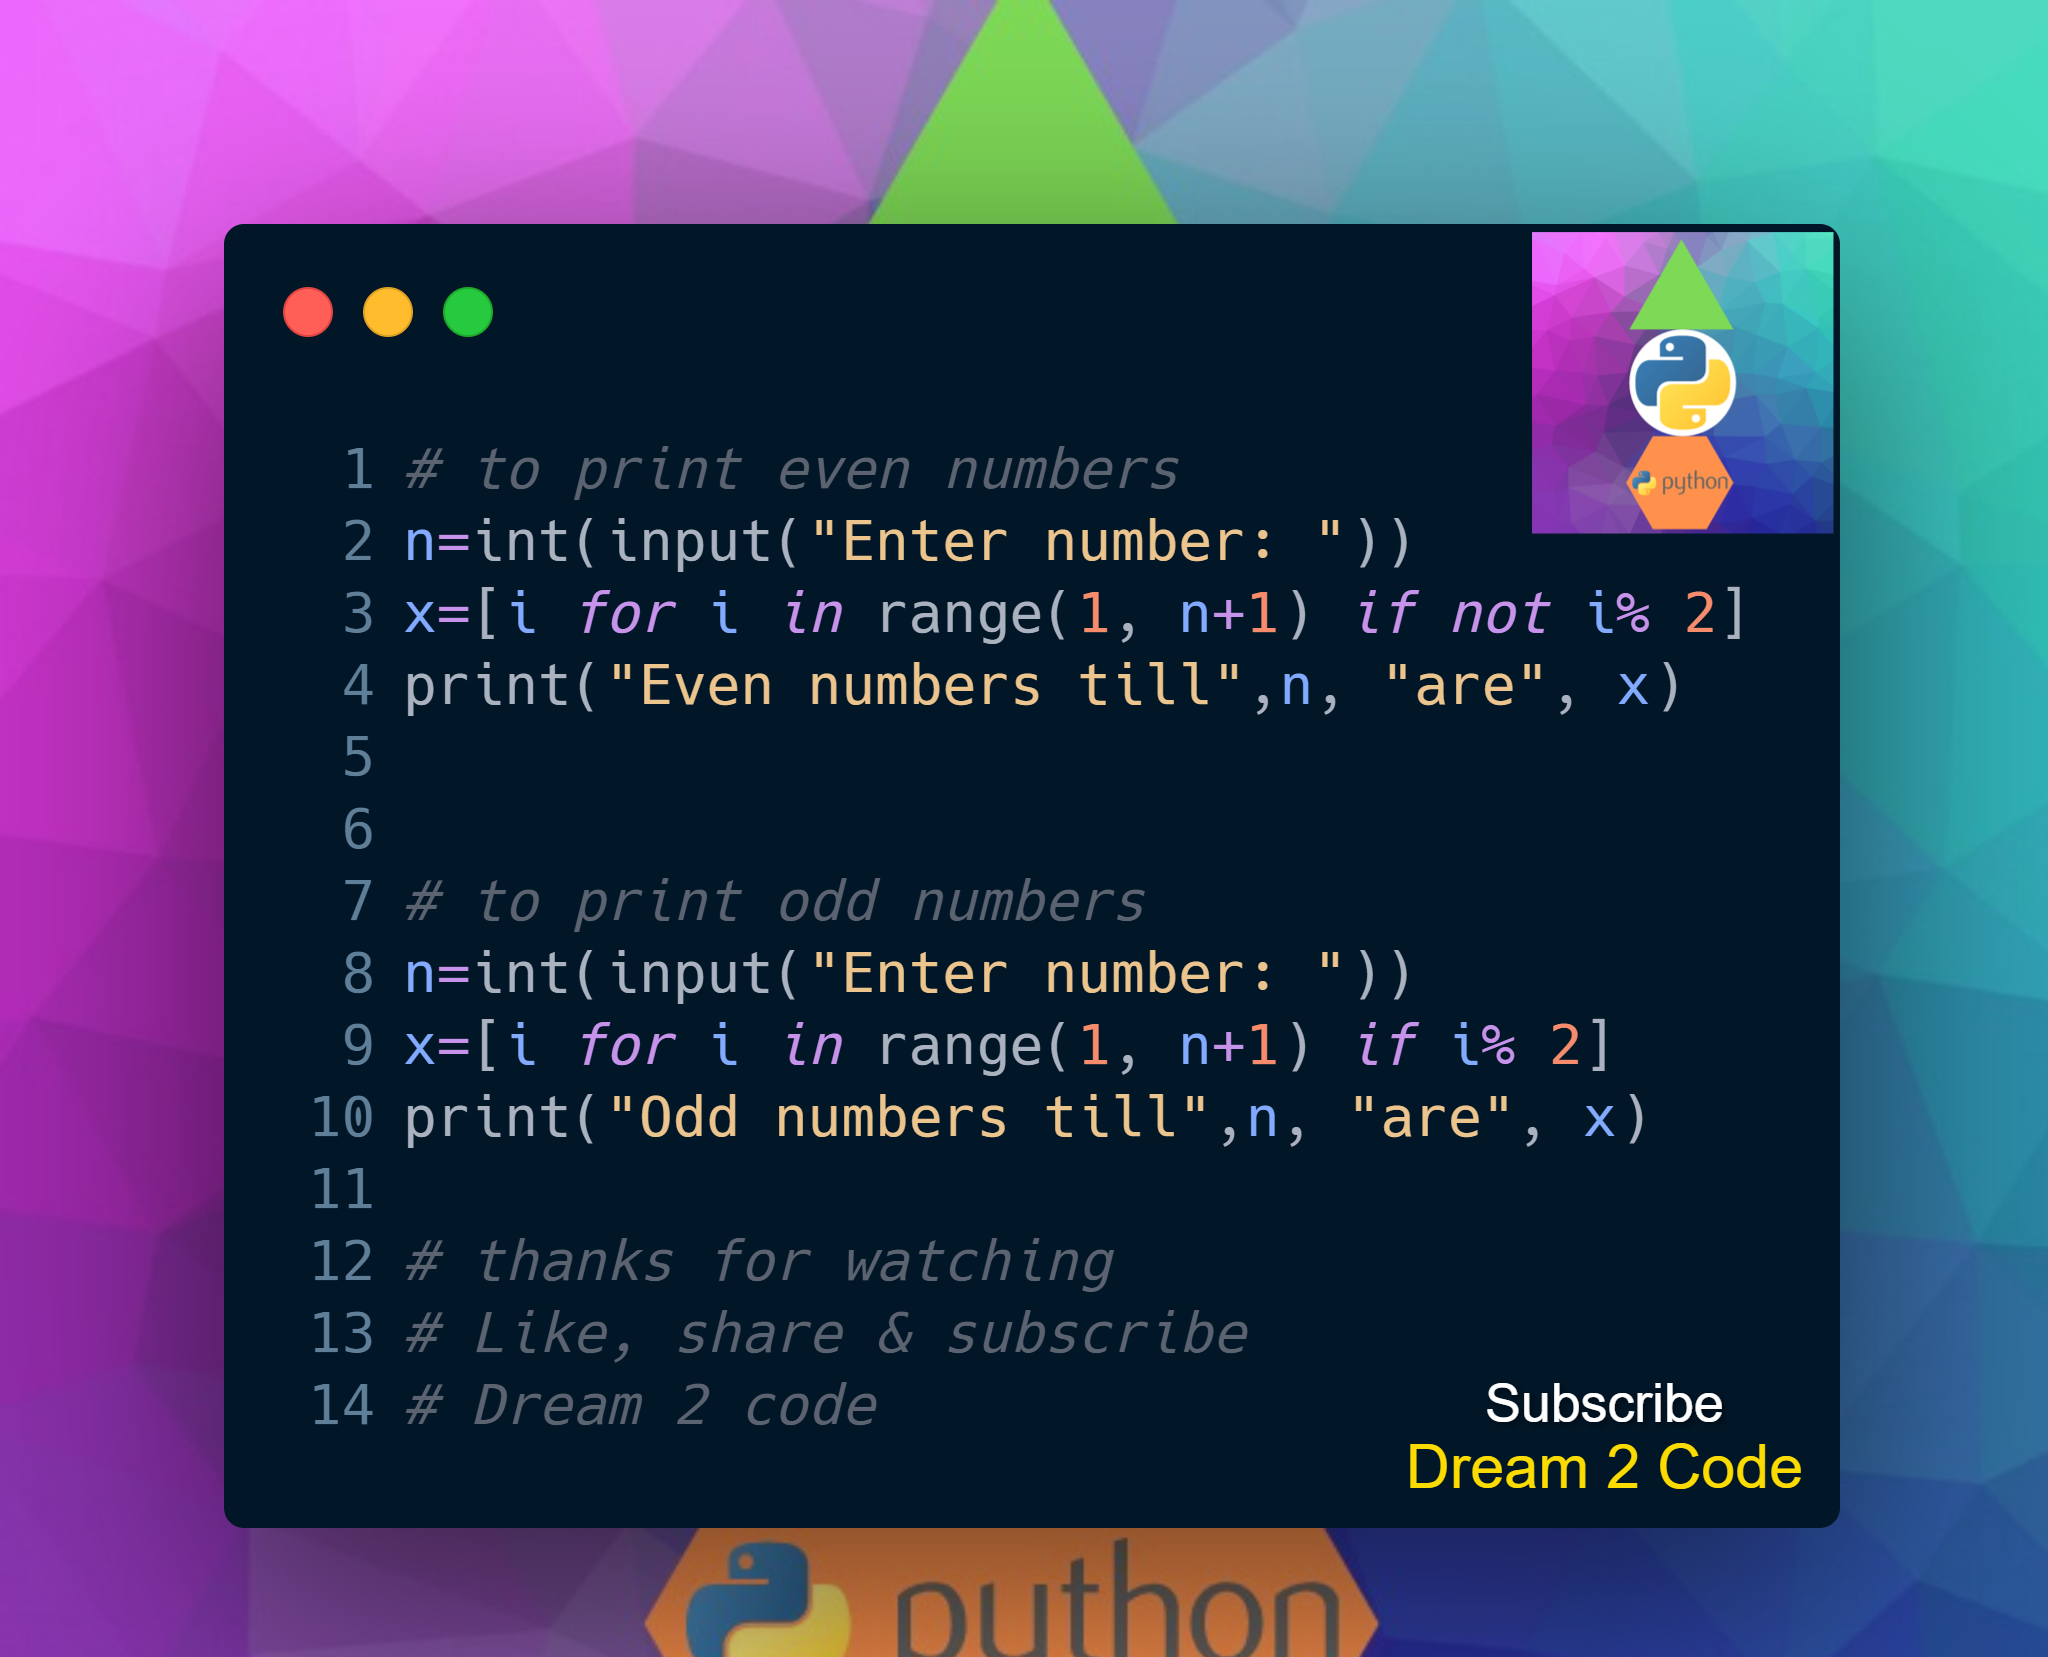 python
1 # to print even numbers
2 n=int(input("Enter number: "))
3 x=[i for i in range(1, n+1) if not i% 2]
4 print("Even numbers till",n, "are", x)
5
6
7 # to print odd numbers
8 n=int(input("Enter number: "))
9 x=[i for i in range(1, n+1) if i% 2]
10 print("Odd numbers till",n, "are", x)
11
12 # thanks for watching
13 # Like, share & subscribe
14 # Dream 2 code
Subscribe
Dream 2 Code
python